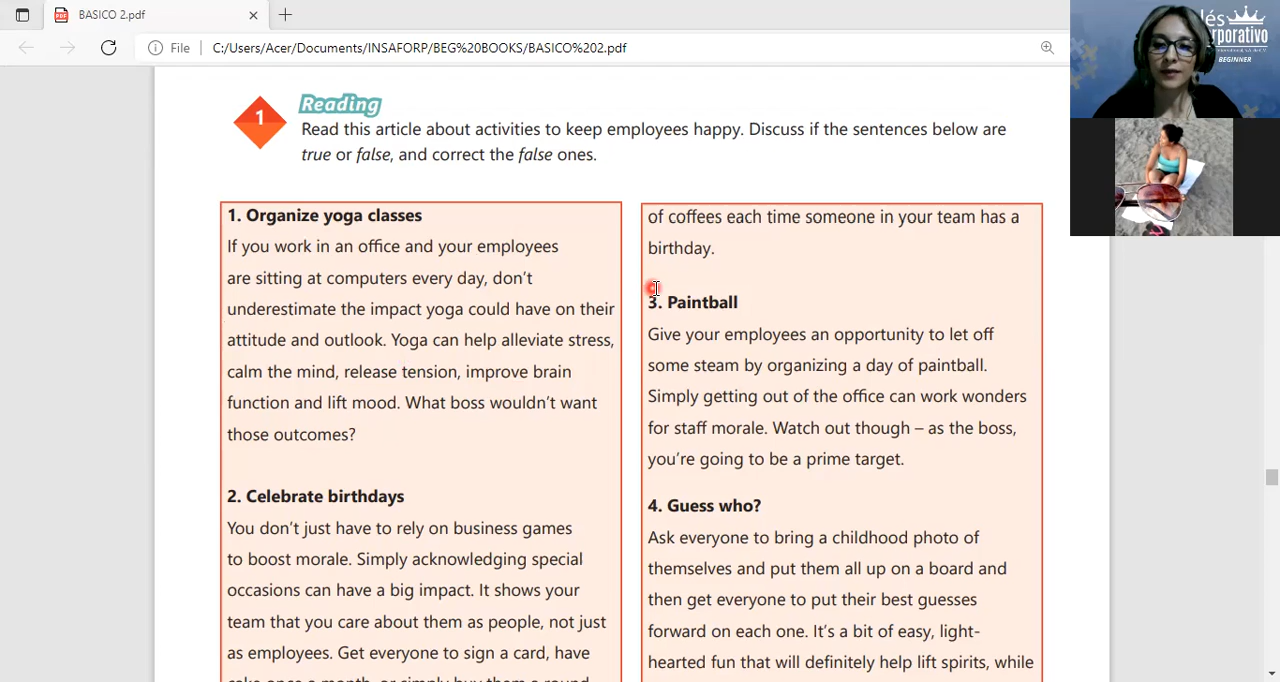 BASICO 2.pdf
File
C:/Users/Acer/Documents/INSAFORP/BEG%20BOOKS/BASICO%202.pdf
1
Reading
Read this article about activities to keep employees happy. Discuss if the sentences below are
true or false, and correct the false ones.
1. Organize yoga classes
If you work in an office and your employees
are sitting at computers every day, don't
underestimate the impact yoga could have on their
attitude and outlook. Yoga can help alleviate stress,
calm the mind, release tension, improve brain
function and lift mood. What boss wouldn't want
those outcomes?
2. Celebrate birthdays
You don't just have to rely on business games
to boost morale. Simply acknowledging special
occasions can have a big impact. It shows your
team that you care about them as people, not just
as employees. Get everyone to sign a card, have
cake once a month, or simply buy them a round
of coffees each time someone in your team has a
birthday.
3. Paintball
Give your employees an opportunity to let off
some steam by organizing a day of paintball.
Simply getting out of the office can work wonders
for staff morale. Watch out though – as the boss,
you're going to be a prime target.
4. Guess who?
Ask everyone to bring a childhood photo of
themselves and put them all up on a board and
then get everyone to put their best guesses
forward on each one. It's a bit of easy, light-
hearted fun that will definitely help lift spirits, while
BEGINNER